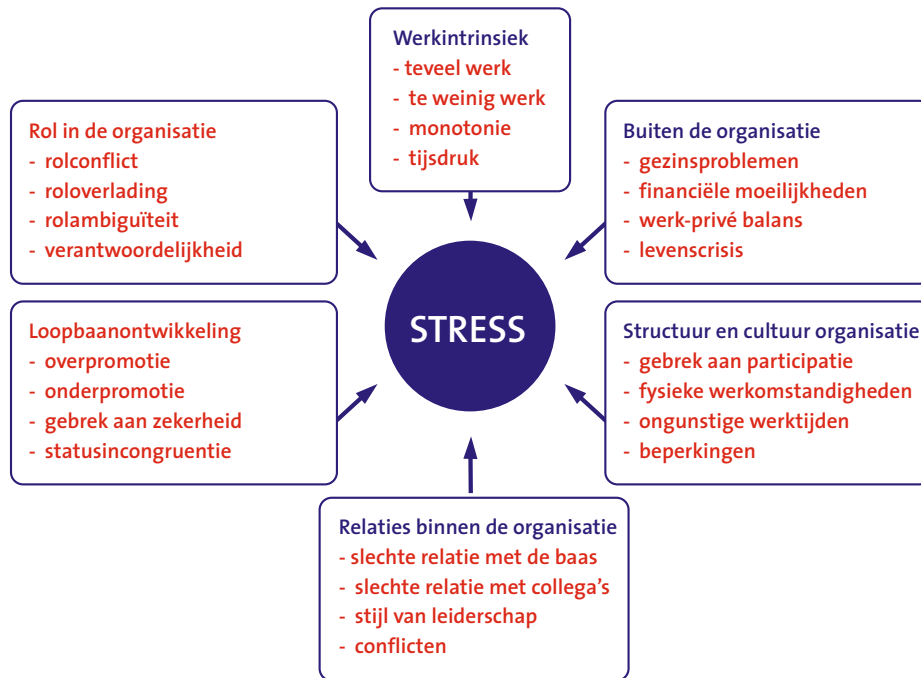 Werkintrinsiek
- teveel werk
- te weinig werk
- monotonie
- tijsdruk
Rol in de organisatie
- rolconflict
- roloverlading
- rolambiguïteit
- verantwoordelijkheid
Buiten de organisatie
- gezinsproblemen
- financiële moeilijkheden
- werk-privé balans
- levenscrisis
STRESS
Loopbaanontwikkeling
- overpromotie
- onderpromotie
- gebrek aan zekerheid
- statusincongruentie
Structuur en cultuur organisatie
- gebrek aan participatie
- fysieke werkomstandigheden
- ongunstige werktijden
- beperkingen
Relaties binnen de organisatie
- slechte relatie met de baas
- slechte relatie met collega's
- stijl van leiderschap
- conflicten